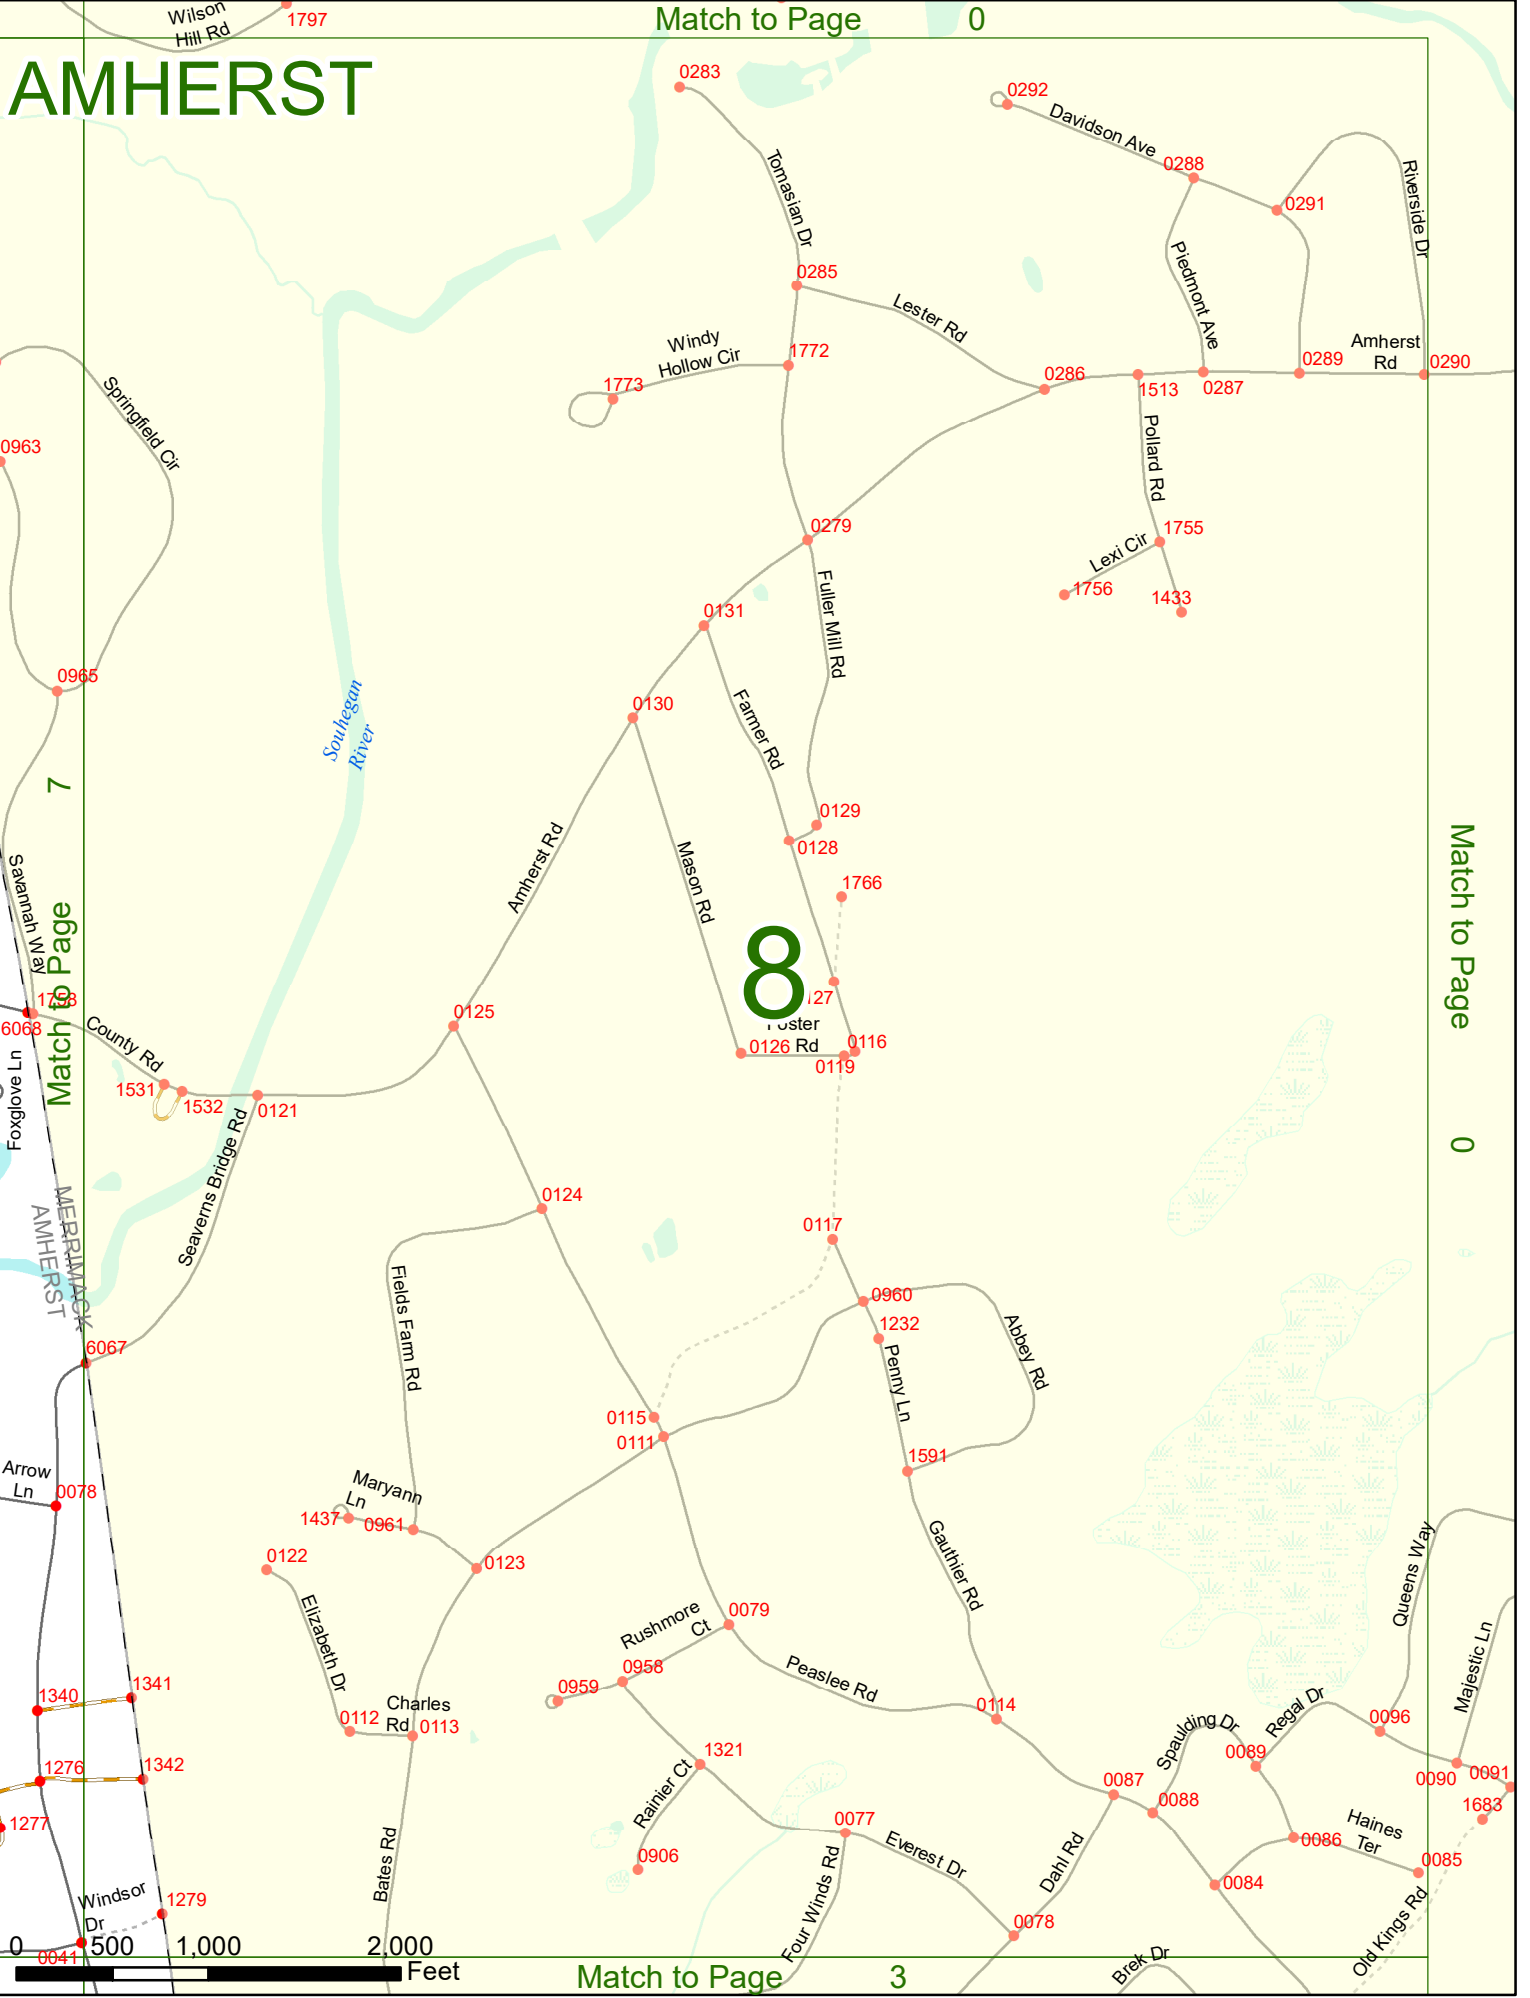 Wilson
Hill Rd
1797
Match to Page 0
AMHERST
0283
0292
Davidson Ave
0288
0291
Riverside Dr
Tomasian Dr
Piedmont Ave
0285
Lester Rd
Windy
Hollow Cir
1772
1773
0286
1513
0287
0289
Amherst
Rd
0290
Springfield Cir
0963
Pollard Rd
0279
1755
Lexi Cir
1756
1433
Fuller Mill Rd
0131
0965
0130
Farmer Rd
Souhegan
River
7
Match to Page
0129
0128
Amherst Rd
Mason Rd
1766
Match to Page
0
Savannah Way
8
127
1758
6068
County Rd
0125
Rd
0126
0116
0119
Foxglove Ln
1531
1532
0121
Seaverns Bridge Rd
MERRIMACK
AMHERST
0124
0117
Fields Farm Rd
0960
1232
Abbey Rd
Penny Ln
6067
0115
0111
1591
Arrow
Ln
0078
Maryann
Ln
1437
0961
0122
0123
Gauthier Rd
Queens Way
Elizabeth Dr
Rushmore
Ct
0079
0958
0959
Peaslee Rd
Majestic Ln
1341
1340
Charles
Rd
0112
0113
0114
Spaulding Dr
Regal Dr
0096
0089
0090
0091
1683
1276
1342
1321
Rainier Ct
0087
0088
1277
0077
Everest Dr
Haines
Ter
0086
0085
0906
Bates Rd
Four Winds Rd
Dahl Rd
0084
Windsor
Dr
1279
0078
Old Kings Rd
Brek Dr
0041
0 500 1,000 2,000
Feet
Match to Page 3